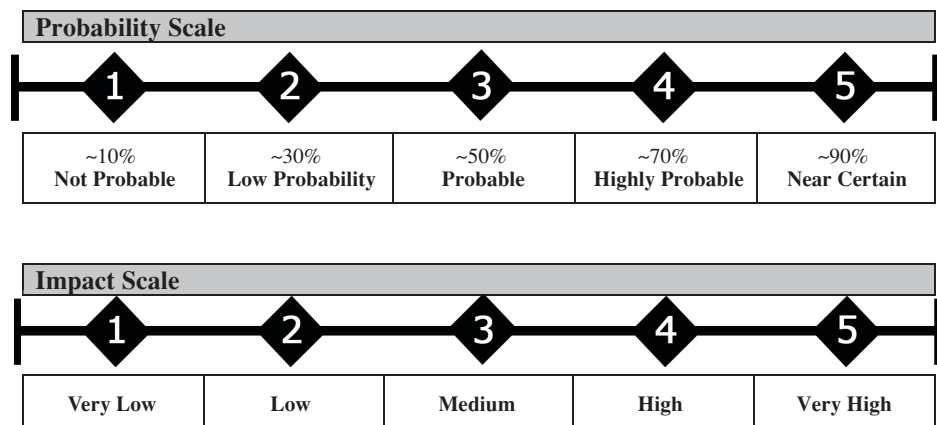 Probability Scale
1 2 3 4 5
~10% ~30% ~50% ~70% ~90%
Not Probable Low Probability Probable Highly Probable Near Certain
Impact Scale
1 2 3 4 5
Very Low Low Medium High Very High